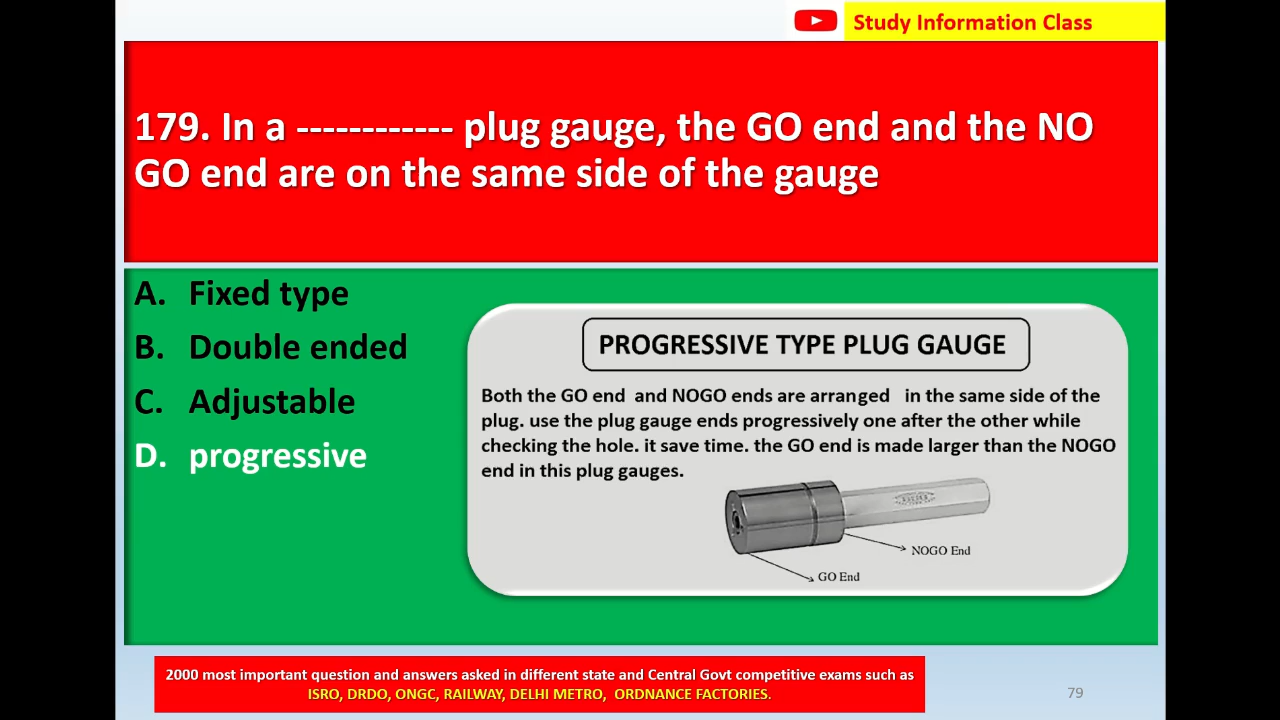 Study Information Class
179. In a ------------ plug gauge, the GO end and the NO
GO end are on the same side of the gauge
A. Fixed type
B. Double ended
C. Adjustable
D. progressive
PROGRESSIVE TYPE PLUG GAUGE
Both the GO end and NOGO ends are arranged in the same side of the
plug. use the plug gauge ends progressively one after the other while
checking the hole. it save time. the GO end is made larger than the NOGO
end in this plug gauges.
NOGO End
GO End
2000 most important question and answers asked in different state and Central Govt competitive exams such as
ISRO, DRDO, ONGC, RAILWAY, DELHI METRO, ORDNANCE FACTORIES.
79